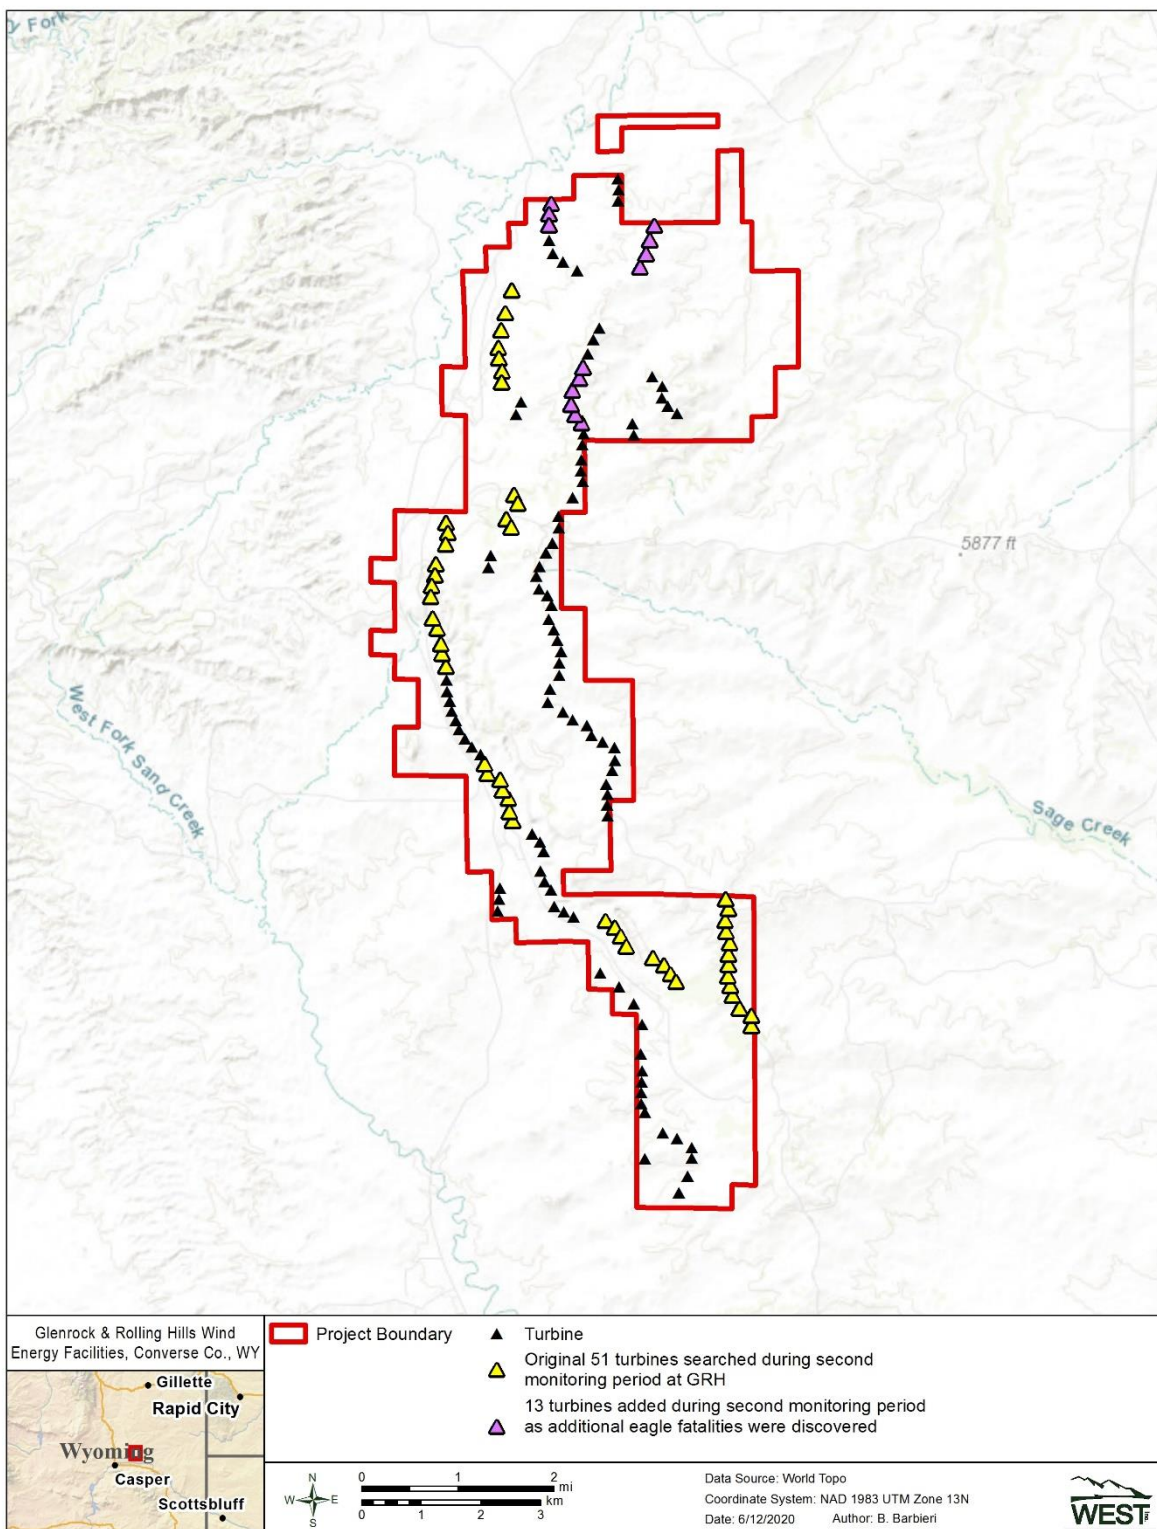 y Fork
5877 ft
West Fork Sand Creek
Sage Creek
Glenrock & Rolling Hills Wind
Energy Facilities, Converse Co., WY
Gillette
Rapid City
Wyoming
Casper
Scottsbluff
Project Boundary
Turbine
Original 51 turbines searched during second
monitoring period at GRH
13 turbines added during second monitoring period
as additional eagle fatalities were discovered
N
W E
S
0 1 2
mi
km
0 1 2 3
Data Source: World Topo
Coordinate System: NAD 1983 UTM Zone 13N
Date: 6/12/2020 Author: B. Barbieri
WEST